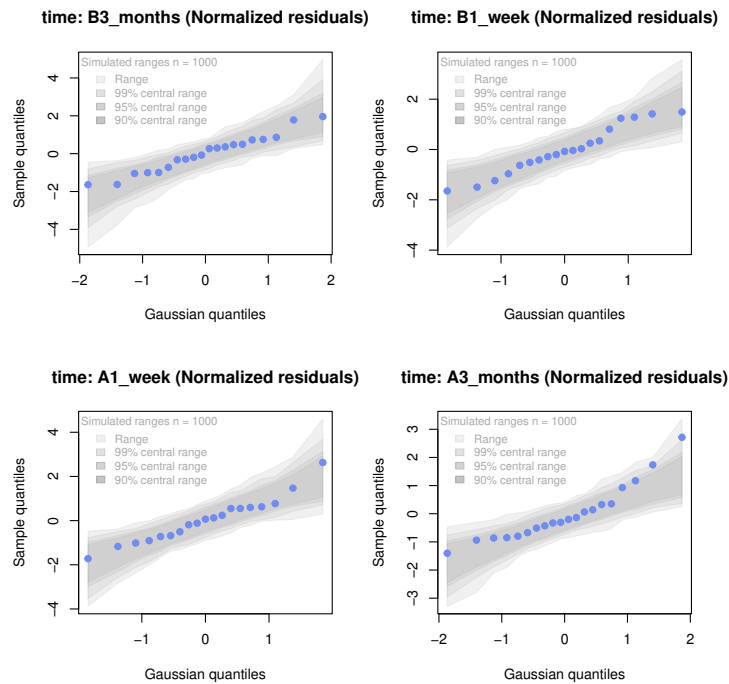 time: B3_months (Normalized residuals)
Simulated ranges n = 1000
Range
99% central range
95% central range
90% central range
Sample quantiles
4
2
0
−2
−4
−2 −1 0 1 2
Gaussian quantiles
time: B1_week (Normalized residuals)
Simulated ranges n = 1000
Range
99% central range
95% central range
90% central range
Sample quantiles
2
0
−2
−4
−1 0 1 2
Gaussian quantiles
time: A1_week (Normalized residuals)
Simulated ranges n = 1000
Range
99% central range
95% central range
90% central range
Sample quantiles
4
2
0
−2
−4
−1 0 1
Gaussian quantiles
time: A3_months (Normalized residuals)
Simulated ranges n = 1000
Range
99% central range
95% central range
90% central range
Sample quantiles
3
2
1
0
−1
−2
−3
−2 −1 0 1 2
Gaussian quantiles